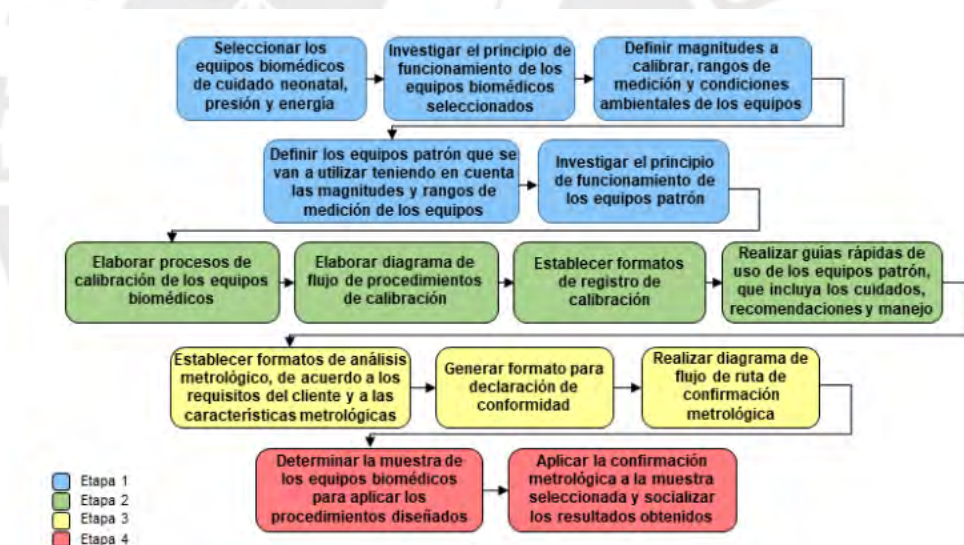 Seleccionar los
equipos biomédicos
de cuidado neonatal,
presión y energía
Investigar el principio de
funcionamiento de los
equipos biomédicos
seleccionados
Definir magnitudes a
calibrar, rangos de
medición y condiciones
ambientales de los equipos
Definir los equipos patrón que se
van a utilizar teniendo en cuenta
las magnitudes y rangos de
medición de los equipos
Investigar el principio
de funcionamiento de
los equipos patrón
Elaborar procesos de
calibración de los equipos
biomédicos
Elaborar diagrama de
flujo de procedimientos
de calibración
Establecer formatos
de registro de
calibración
Realizar guías rápidas de
uso de los equipos patrón,
que incluya los cuidados,
recomendaciones y manejo
Establecer formatos de análisis
metrológico, de acuerdo a los
requisitos del cliente y a las
características metrológicas
Generar formato para
declaración de
conformidad
Realizar diagrama de
flujo de ruta de
confirmación
metrológica
Determinar la muestra de
los equipos biomédicos
para aplicar los
procedimientos diseñados
Aplicar la confirmación
metrológica a la muestra
seleccionada y socializar
los resultados obtenidos
Etapa 1
Etapa 2
Etapa 3
Etapa 4